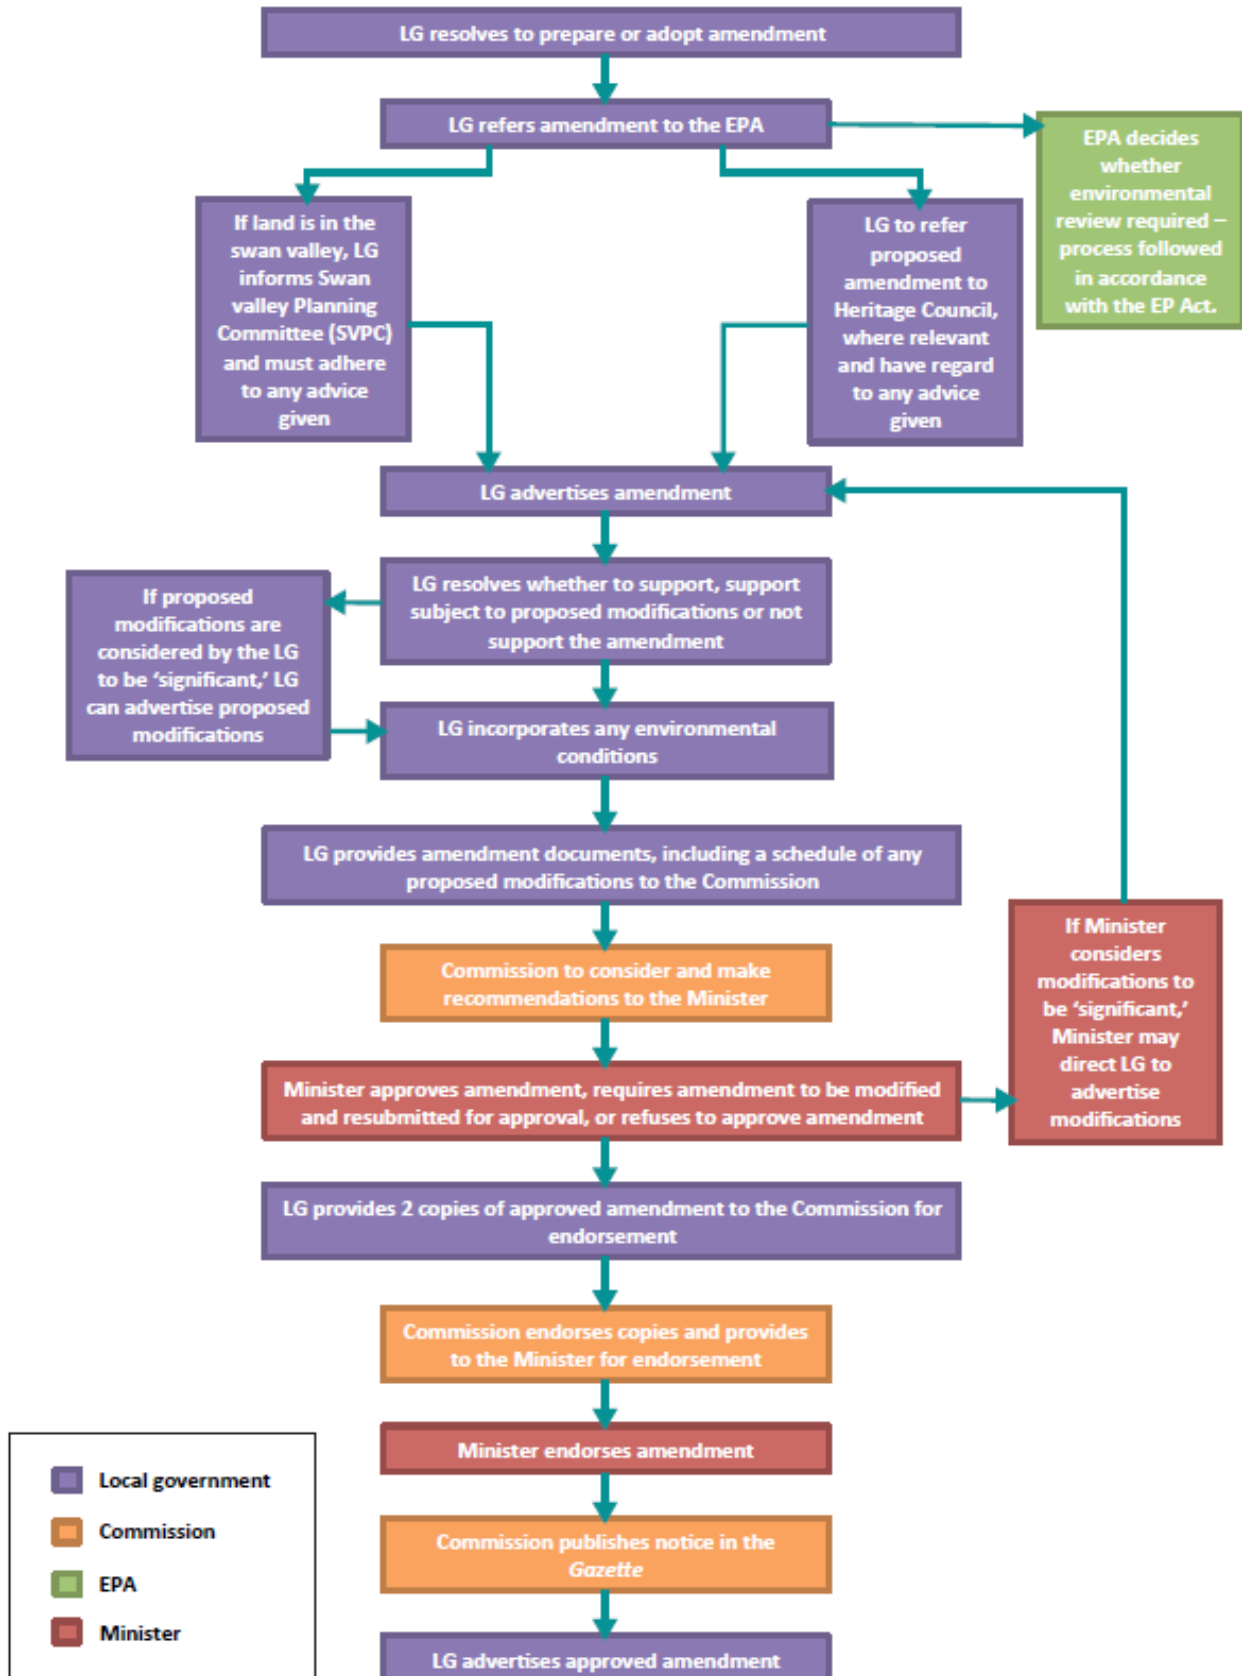 LG resolves to prepare or adopt amendment
LG refers amendment to the EPA
EPA decides
whether
environmental
review required –
process followed
in accordance
with the EP Act.
If land is in the
swan valley, LG
informs Swan
valley Planning
Committee (SVPC)
and must adhere
to any advice
given
LG to refer
proposed
amendment to
Heritage Council,
where relevant
and have regard
to any advice
given
LG advertises amendment
LG resolves whether to support, support
subject to proposed modifications or not
support the amendment
If proposed
modifications are
considered by the LG
to be ‘significant,’ LG
can advertise proposed
modifications
LG incorporates any environmental
conditions
LG provides amendment documents, including a schedule of any
proposed modifications to the Commission
Commission to consider and make
recommendations to the Minister
If Minister
considers
modifications to
be ‘significant,’
Minister may
direct LG to
advertise
modifications
Minister approves amendment, requires amendment to be modified
and resubmitted for approval, or refuses to approve amendment
LG provides 2 copies of approved amendment to the Commission for
endorsement
Commission endorses copies and provides
to the Minister for endorsement
Minister endorses amendment
Commission publishes notice in the
Gazette
LG advertises approved amendment
Local government
Commission
EPA
Minister